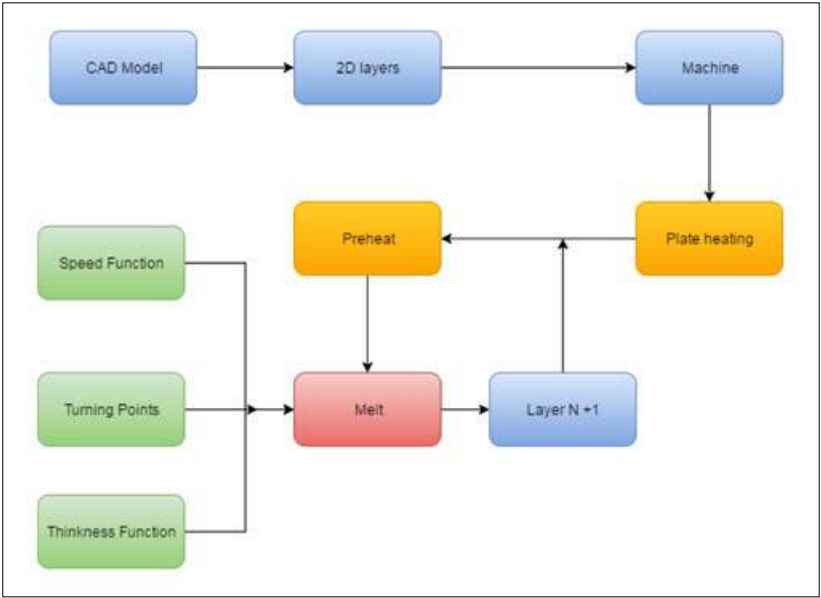 CAD Model
2D layers
Machine
Preheat
Plate heating
Speed Function
Turning Points
Melt
Layer N +1
Thinkness Function